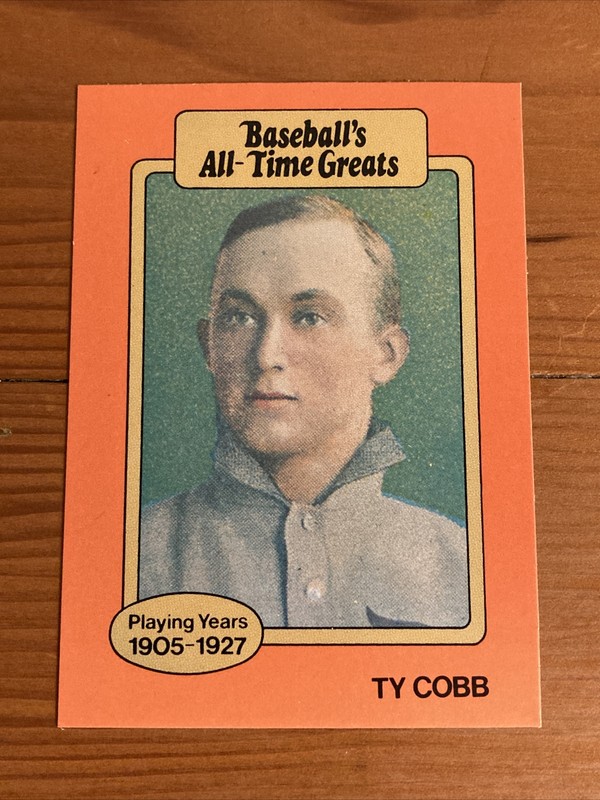 Baseball's
All-Time Greats
Playing Years
1905-1927
TY COBB